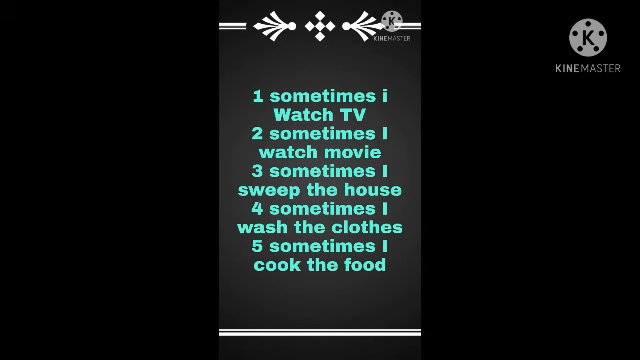 KINEMASTER
KINEMASTER
1 sometimes i
Watch TV
2 sometimes I
watch movie
3 sometimes I
sweep the house
4 sometimes I
wash the clothes
5 sometimes I
cook the food